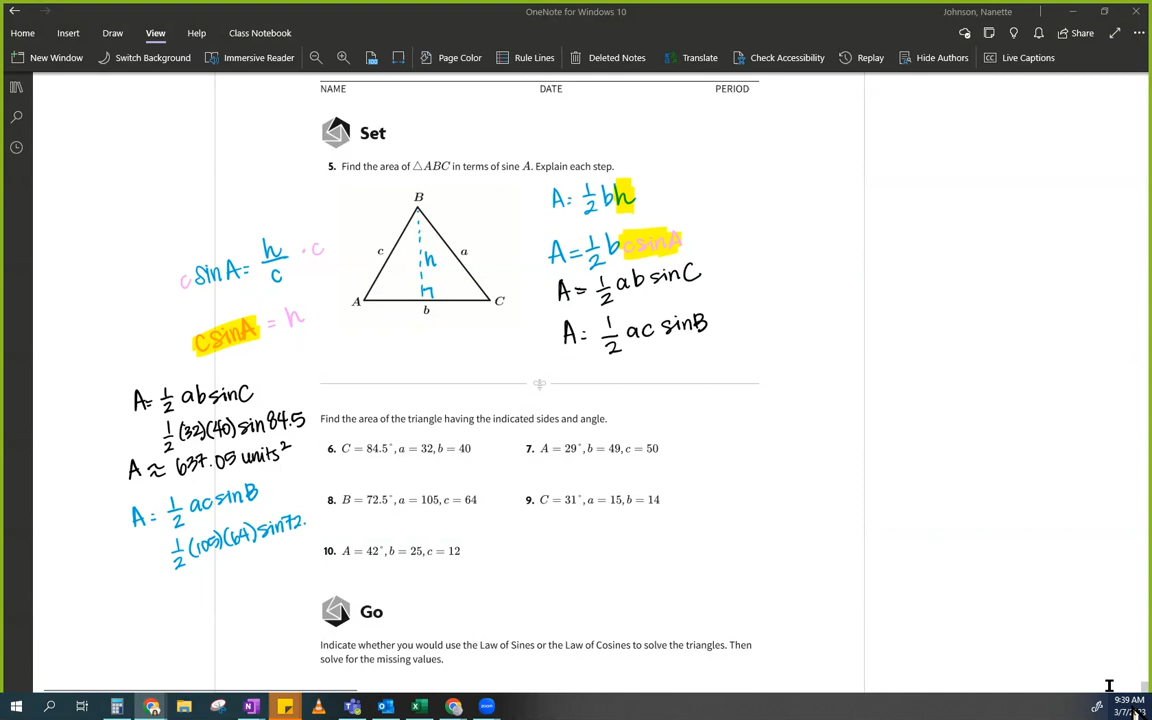 OneNote for Windows 10
Johnson, Nanette
Home Insert Draw View Help Class Notebook
Share
New Window Switch Background Immersive Reader Page Color Rule Lines Deleted Notes Translate Check Accessibility Replay Hide Authors Live Captions
NAME DATE PERIOD
Set
5. Find the area of △ABC in terms of sine A. Explain each step.
B
c
h
a
A
b
C
A = 1/2 bh
A = 1/2 b csinA
A = 1/2 ab sinC
A = 1/2 ac sinB
c sinA = h/c · c
csinA = h
A = 1/2 ab sinC
1/2 (32)(40) sin 84.5
A ≈ 637.05 units²
A = 1/2 ac sinB
1/2 (105)(64) sin72.
Find the area of the triangle having the indicated sides and angle.
6. C = 84.5°, a = 32, b = 40
7. A = 29°, b = 49, c = 50
8. B = 72.5°, a = 105, c = 64
9. C = 31°, a = 15, b = 14
10. A = 42°, b = 25, c = 12
Go
Indicate whether you would use the Law of Sines or the Law of Cosines to solve the triangles. Then
solve for the missing values.
9:39 AM